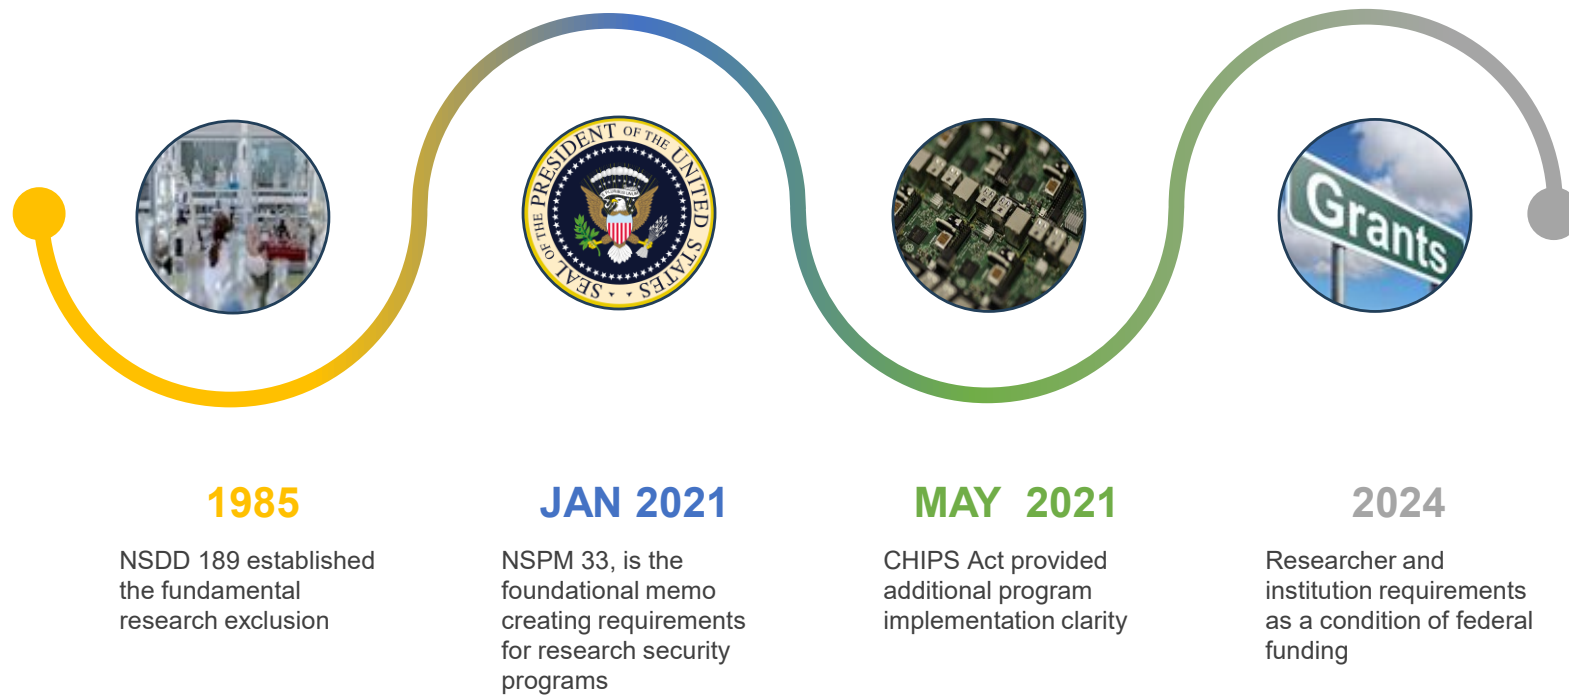 SEAL OF THE PRESIDENT OF THE UNITED STATES
Grants
1985
NSDD 189 established
the fundamental
research exclusion
JAN 2021
NSPM 33, is the
foundational memo
creating requirements
for research security
programs
MAY  2021
CHIPS Act provided
additional program
implementation clarity
2024
Researcher and
institution requirements
as a condition of federal
funding